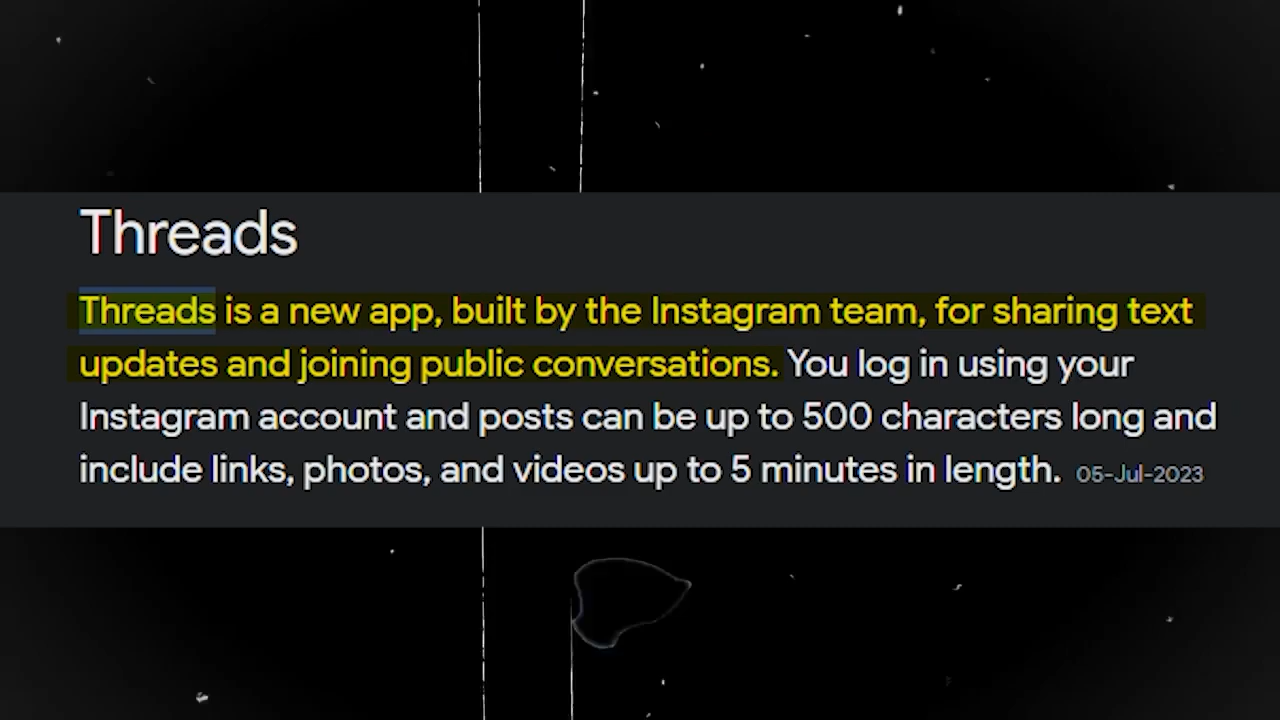 Threads
Threads is a new app, built by the Instagram team, for sharing text
updates and joining public conversations. You log in using your
Instagram account and posts can be up to 500 characters long and
include links, photos, and videos up to 5 minutes in length. 05-Jul-2023